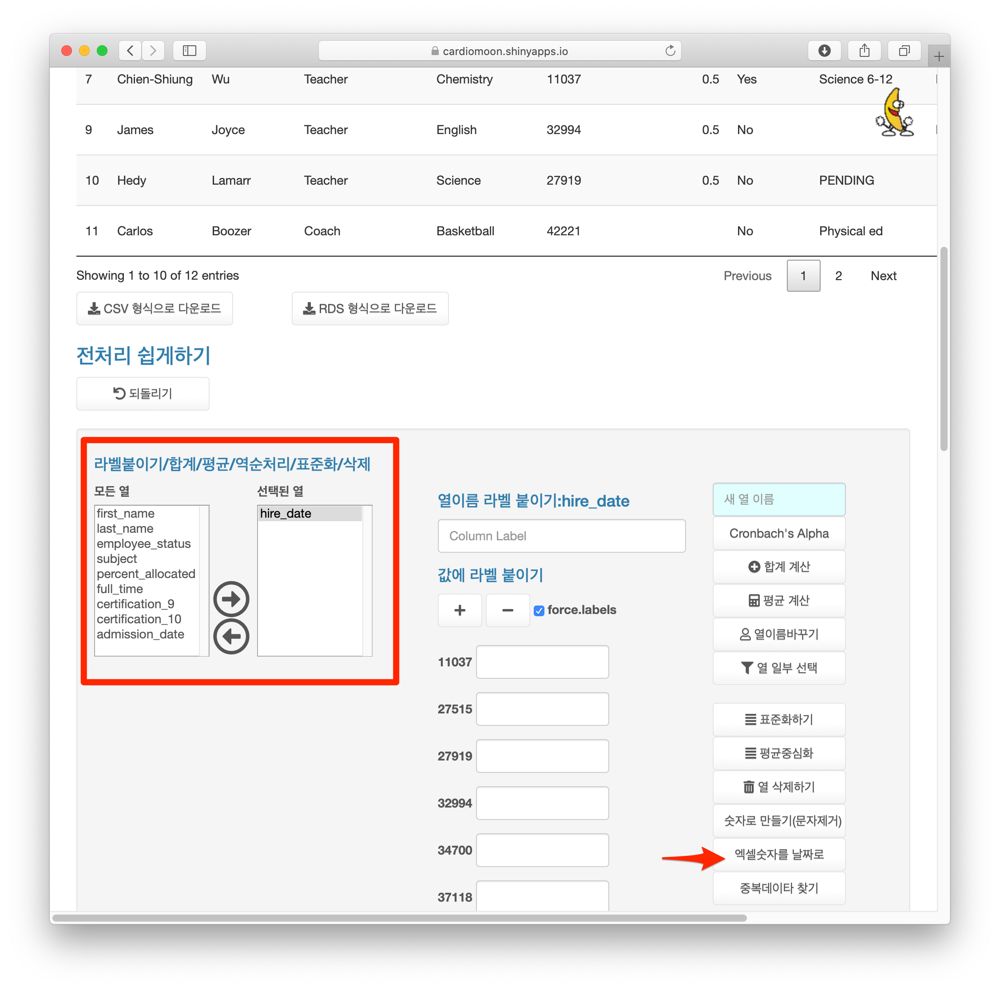 cardiomoon.shinyapps.io
7 Chien-Shiung Wu Teacher Chemistry 11037 0.5 Yes Science 6-12
9 James Joyce Teacher English 32994 0.5 No
10 Hedy Lamarr Teacher Science 27919 0.5 No PENDING
11 Carlos Boozer Coach Basketball 42221 No Physical ed
Showing 1 to 10 of 12 entries
Previous 1 2 Next
CSV 형식으로 다운로드
RDS 형식으로 다운로드
전처리 쉽게하기
되돌리기
라벨붙이기/합계/평균/역순처리/표준화/삭제
모든 열
first_name
last_name
employee_status
subject
percent_allocated
full_time
certification_9
certification_10
admission_date
선택된 열
hire_date
열이름 라벨 붙이기:hire_date
Column Label
값에 라벨 붙이기
+ − force.labels
11037
27515
27919
32994
34700
37118
새 열 이름
Cronbach's Alpha
합계 계산
평균 계산
열이름바꾸기
열 일부 선택
표준화하기
평균중심화
열 삭제하기
숫자로 만들기(문자제거)
엑셀숫자를 날짜로
중복데이타 찾기